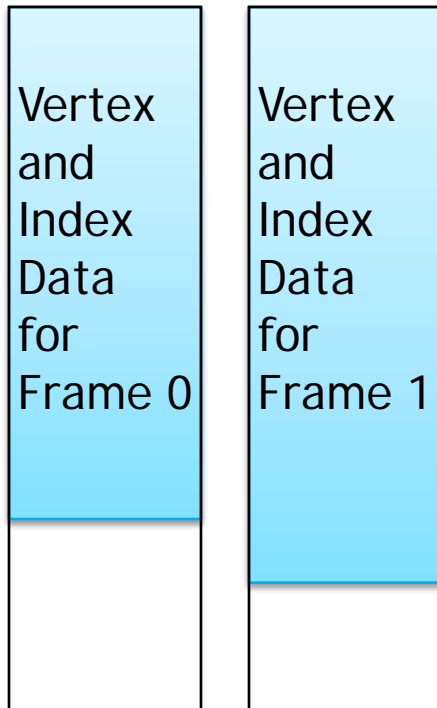 Vertex
and
Index
Data
for
Frame 0
Vertex
and
Index
Data
for
Frame 1